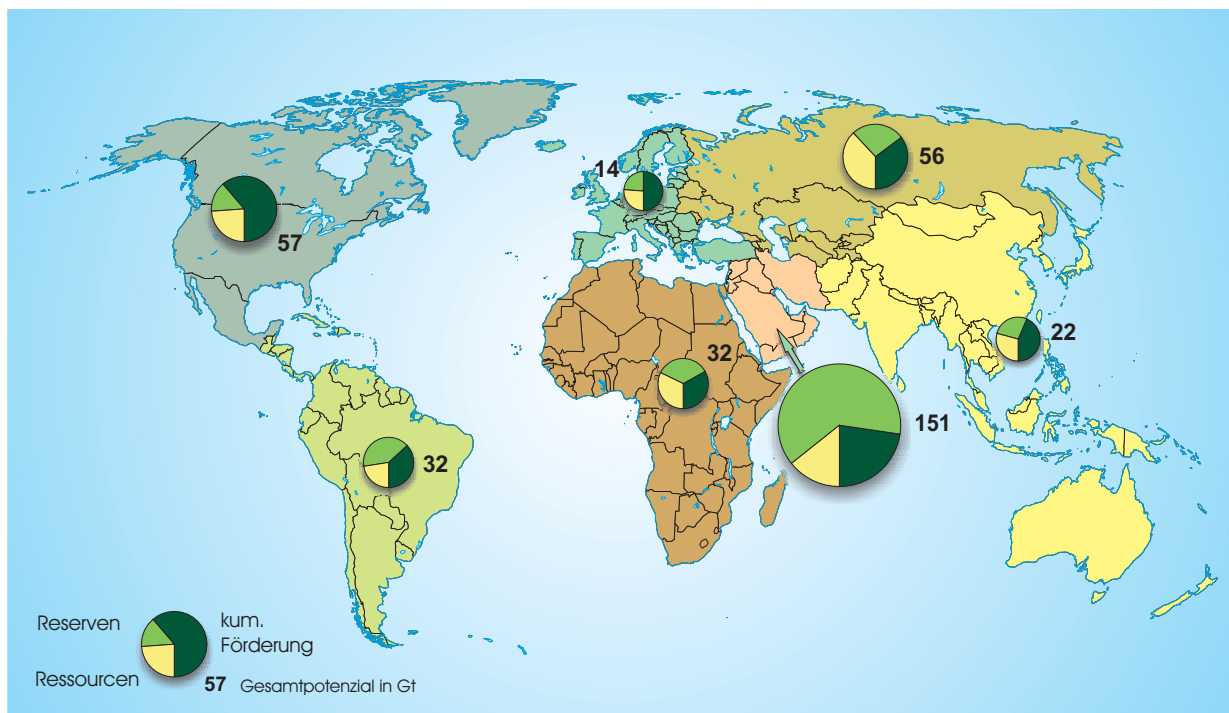 14
56
57
22
32
151
32
Reserven
kum.
Förderung
Ressourcen
57 Gesamtpotenzial in Gt